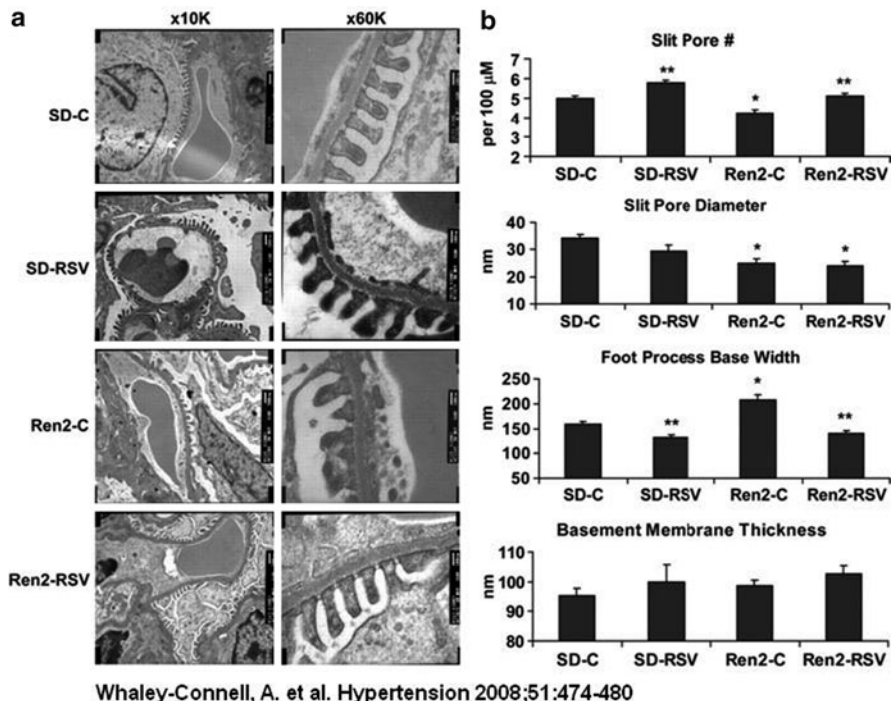 a
x10K
x60K
SD-C
SD-RSV
Ren2-C
Ren2-RSV
b
Slit Pore #
per 100 μM
6
5
4
3
2
**
*
**
SD-C SD-RSV Ren2-C Ren2-RSV
Slit Pore Diameter
nm
40
30
20
10
*
*
SD-C SD-RSV Ren2-C Ren2-RSV
Foot Process Base Width
nm
250
200
150
100
50
**
*
**
SD-C SD-RSV Ren2-C Ren2-RSV
Basement Membrane Thickness
nm
100
90
80
SD-C SD-RSV Ren2-C Ren2-RSV
Whaley-Connell, A. et al. Hypertension 2008;51:474-480